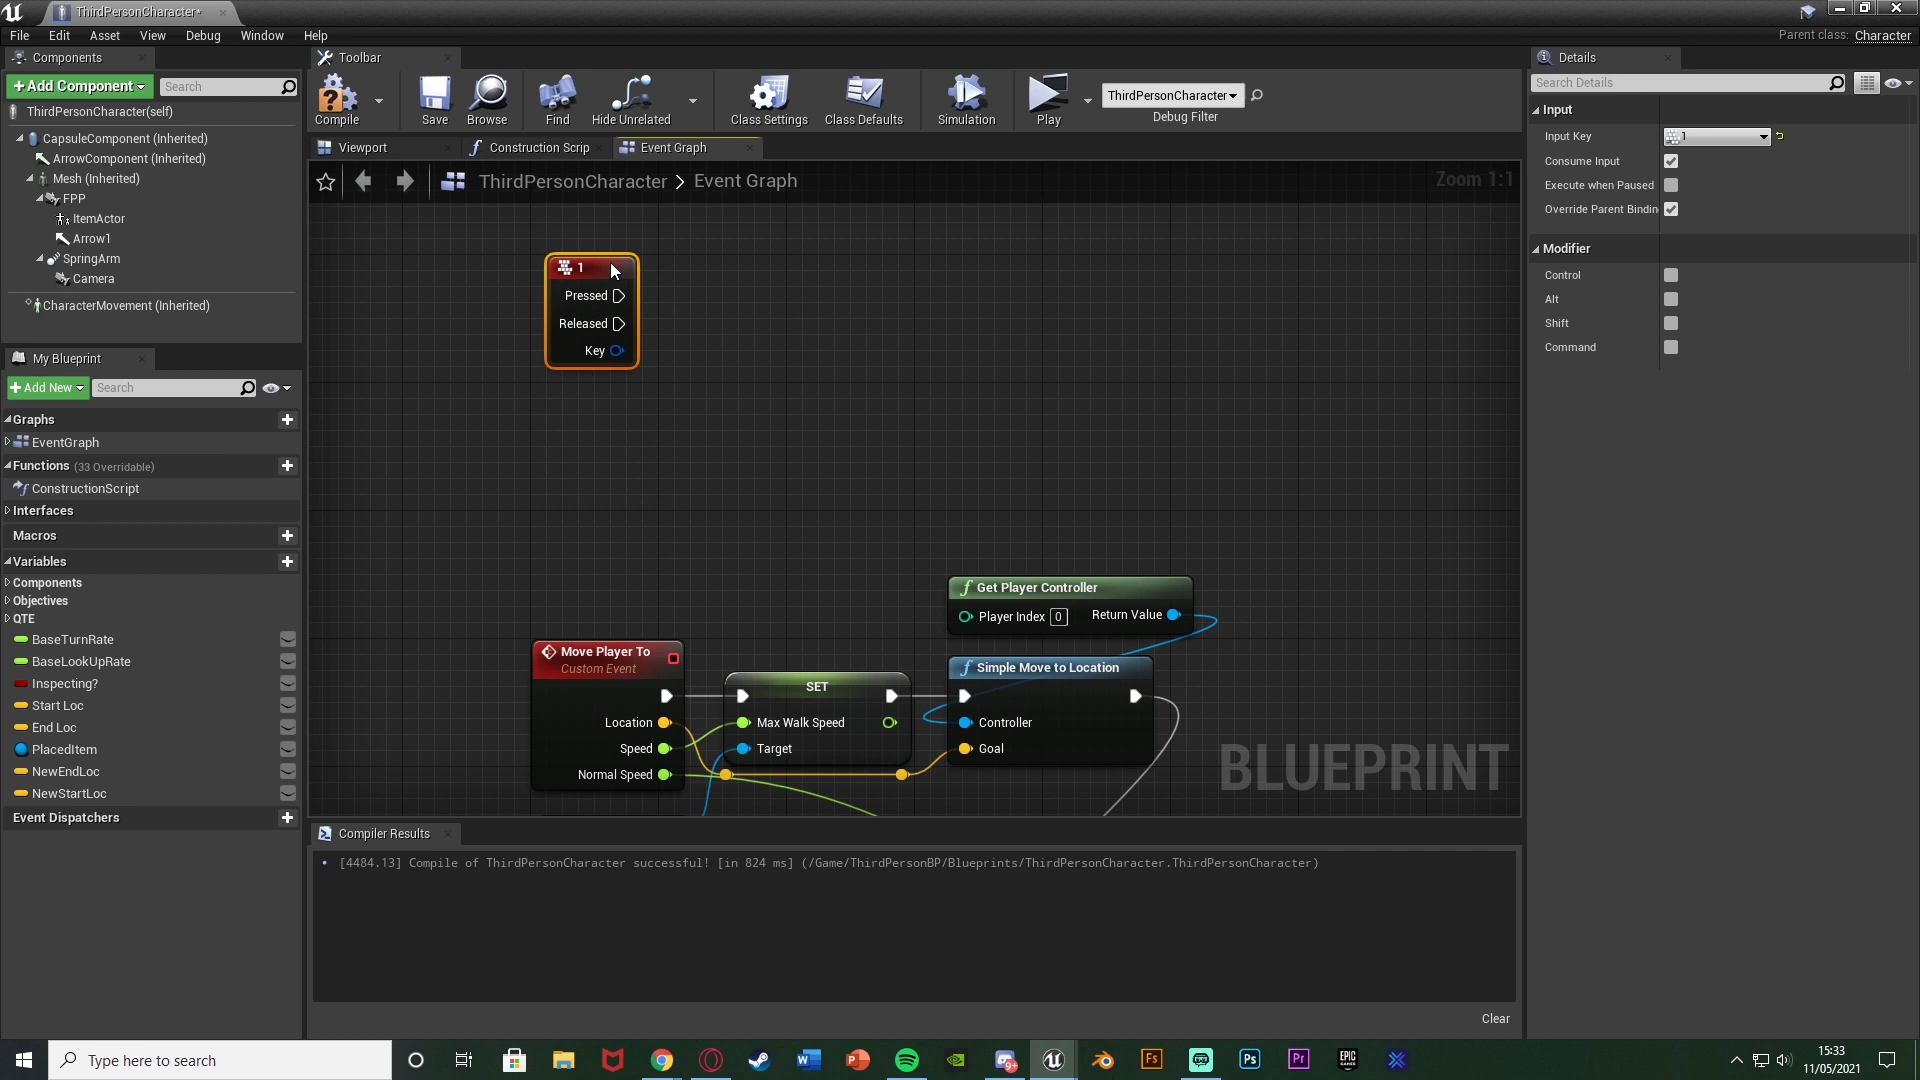 ThirdPersonCharacter*
File Edit Asset View Debug Window Help
Parent class: Character
Components
+Add Component
Search
ThirdPersonCharacter(self)
CapsuleComponent (Inherited)
ArrowComponent (Inherited)
Mesh (Inherited)
FPP
ItemActor
Arrow1
SpringArm
Camera
CharacterMovement (Inherited)
My Blueprint
+Add New
Search
Graphs
EventGraph
Functions (33 Overridable)
ConstructionScript
Interfaces
Macros
Variables
Components
Objectives
QTE
BaseTurnRate
BaseLookUpRate
Inspecting?
Start Loc
End Loc
PlacedItem
NewEndLoc
NewStartLoc
Event Dispatchers
Toolbar
Compile
Save
Browse
Find
Hide Unrelated
Class Settings
Class Defaults
Simulation
Play
ThirdPersonCharacter
Debug Filter
Viewport
Construction Scrip
Event Graph
ThirdPersonCharacter > Event Graph
Zoom 1:1
1
Pressed
Released
Key
Get Player Controller
Player Index 0
Return Value
Move Player To
Custom Event
Location
Speed
Normal Speed
SET
Max Walk Speed
Target
Simple Move to Location
Controller
Goal
BLUEPRINT
Compiler Results
[4484.13] Compile of ThirdPersonCharacter successful! [in 824 ms] (/Game/ThirdPersonBP/Blueprints/ThirdPersonCharacter.ThirdPersonCharacter)
Clear
Details
Search Details
Input
Input Key 1
Consume Input
Execute when Paused
Override Parent Bindin
Modifier
Control
Alt
Shift
Command
Type here to search
15:33
11/05/2021